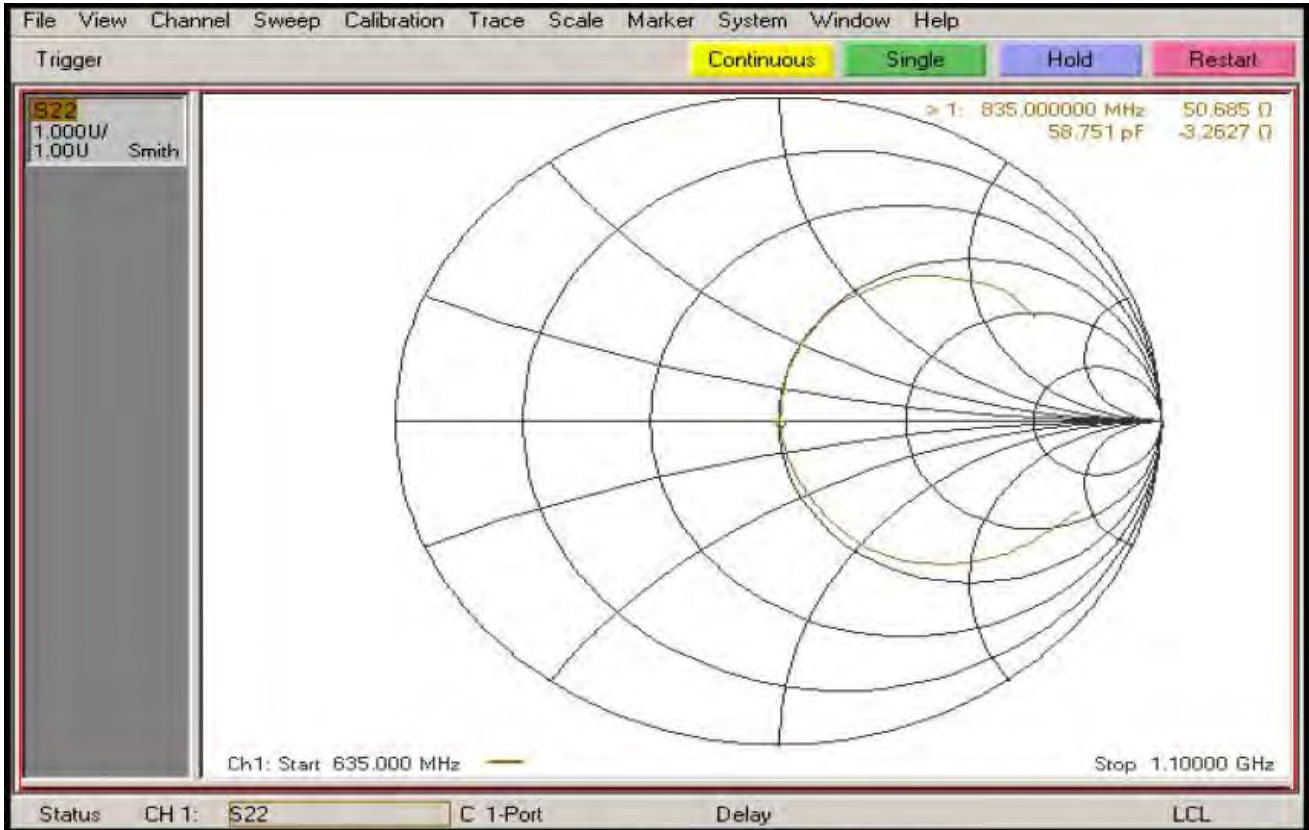 File View Channel Sweep Calibration Trace Scale Marker System Window Help
Trigger Continuous Single Hold Restart
S22
1.000U/
1.00U Smith
> 1: 835.000000 MHz 50.685 Ω
58.751 pF -3.2627 Ω
Ch1: Start 635.000 MHz Stop 1.10000 GHz
Status CH 1: S22 C 1-Port Delay LCL